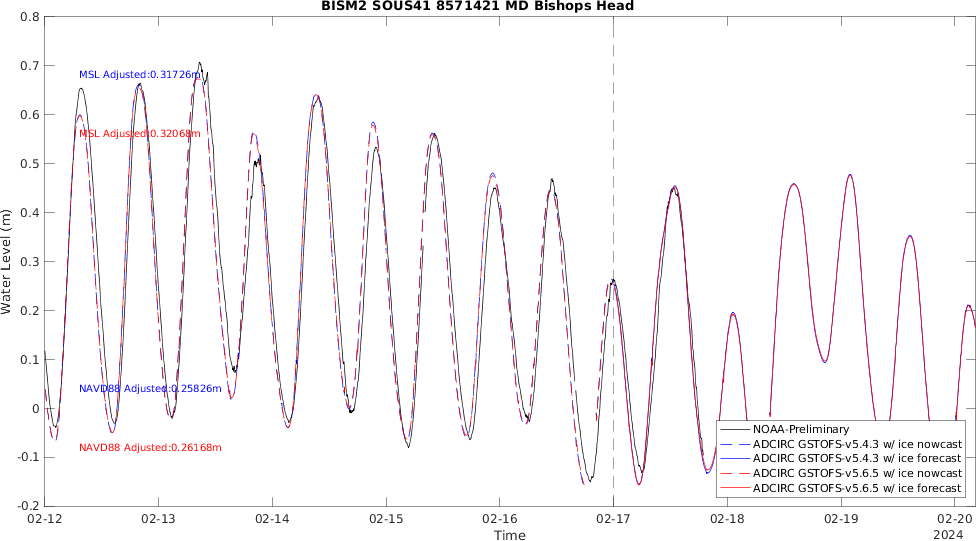 BISM2 SOUS41 8571421 MD Bishops Head
0.8
0.7
0.6
0.5
0.4
0.3
0.2
0.1
0
-0.1
-0.2
Water Level (m)
MSL Adjusted:0.31726m
MSL Adjusted:0.32068m
NAVD88 Adjusted:0.25826m
NAVD88 Adjusted:0.26168m
NOAA-Preliminary
ADCIRC GSTOFS-v5.4.3 w/ ice nowcast
ADCIRC GSTOFS-v5.4.3 w/ ice forecast
ADCIRC GSTOFS-v5.6.5 w/ ice nowcast
ADCIRC GSTOFS-v5.6.5 w/ ice forecast
02-12 02-13 02-14 02-15 02-16 02-17 02-18 02-19 02-20
Time
2024